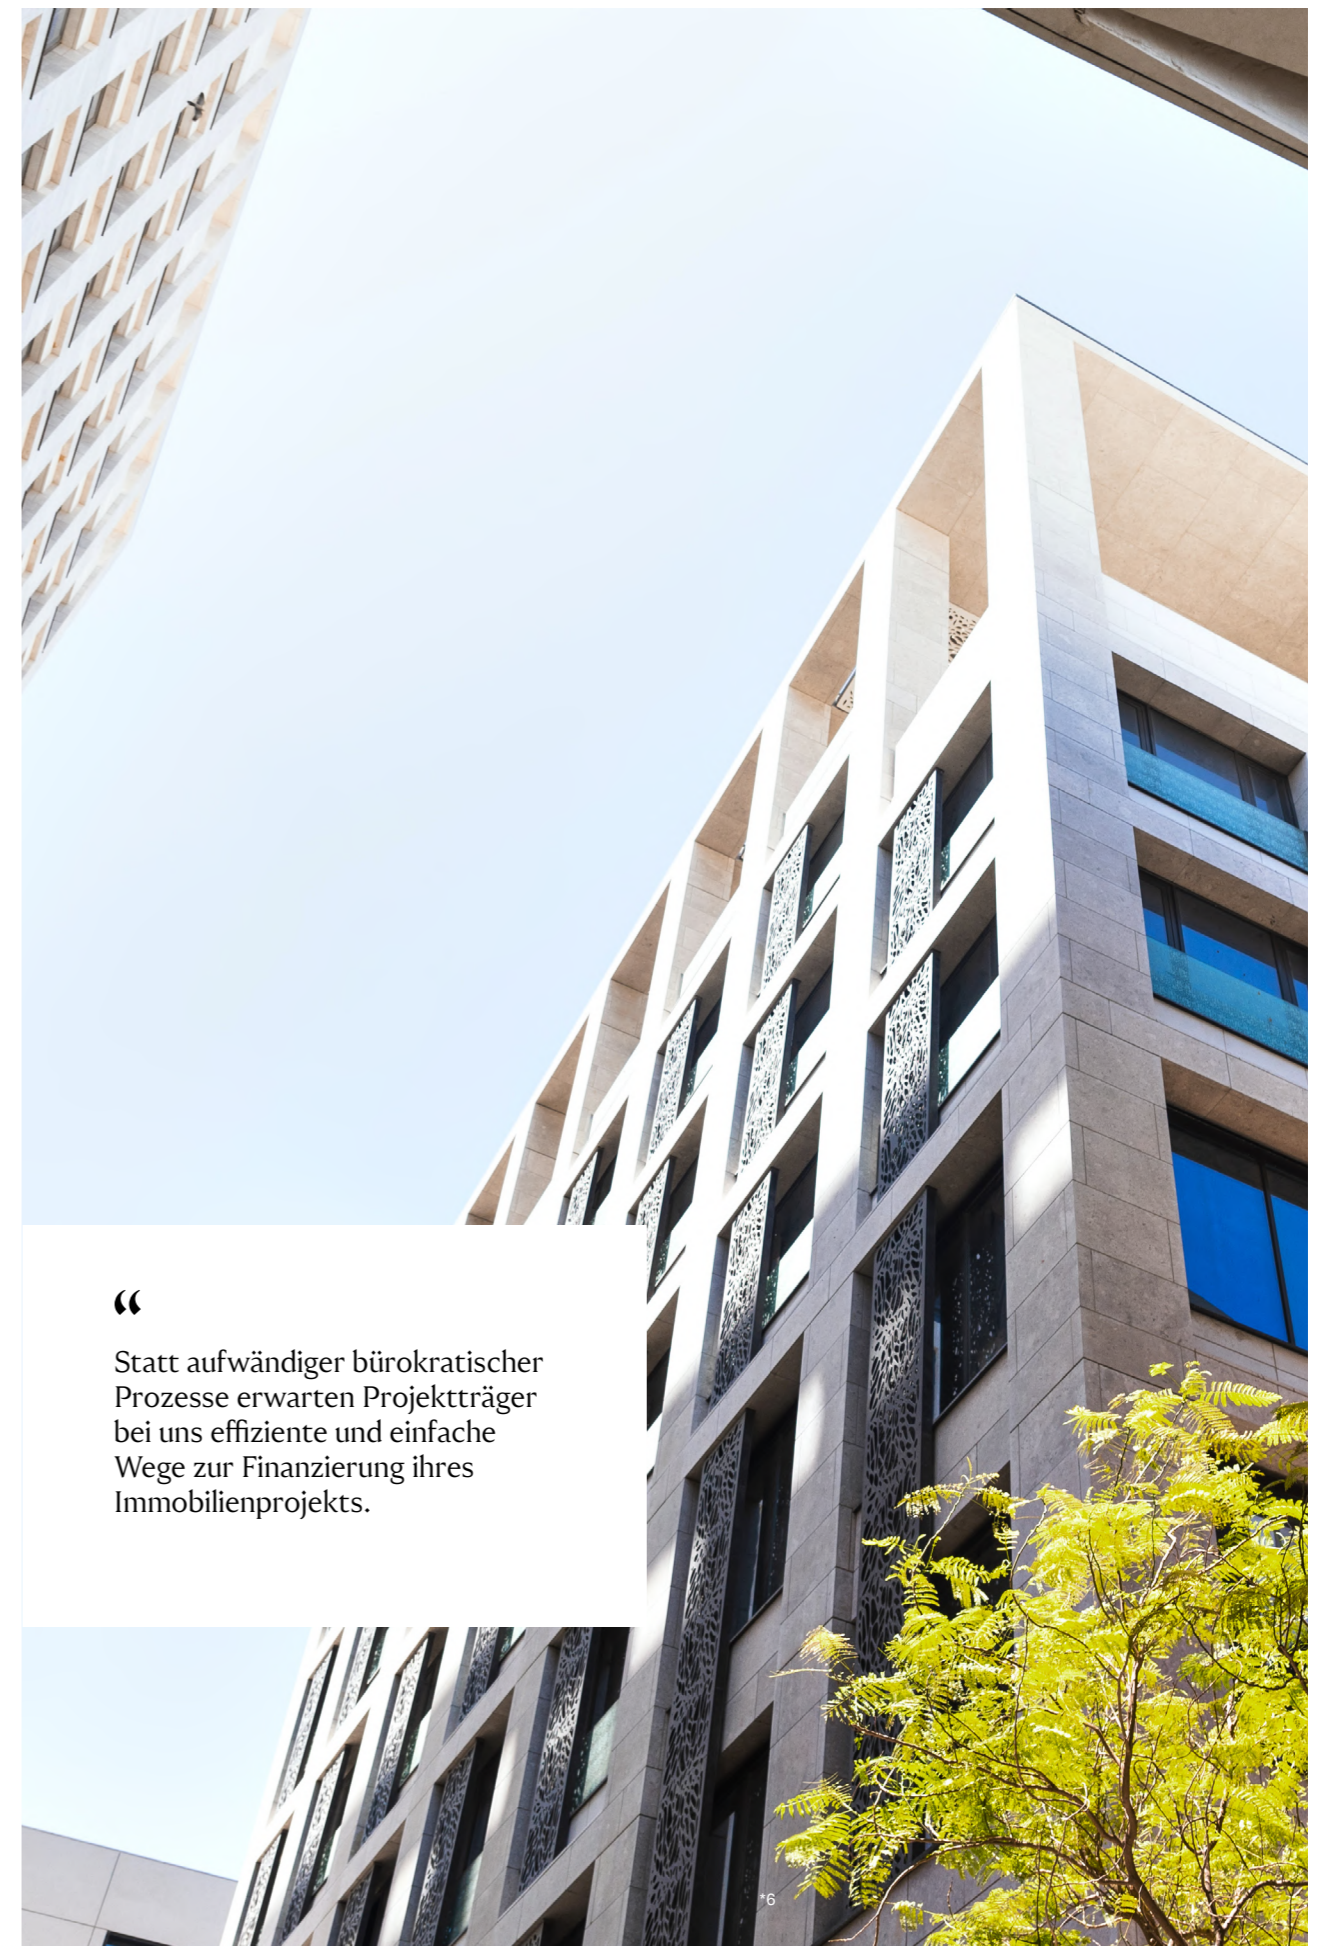 “
Statt aufwändiger bürokratischer
Prozesse erwarten Projektträger
bei uns effiziente und einfache
Wege zur Finanzierung ihres
Immobilienprojekts.
*6